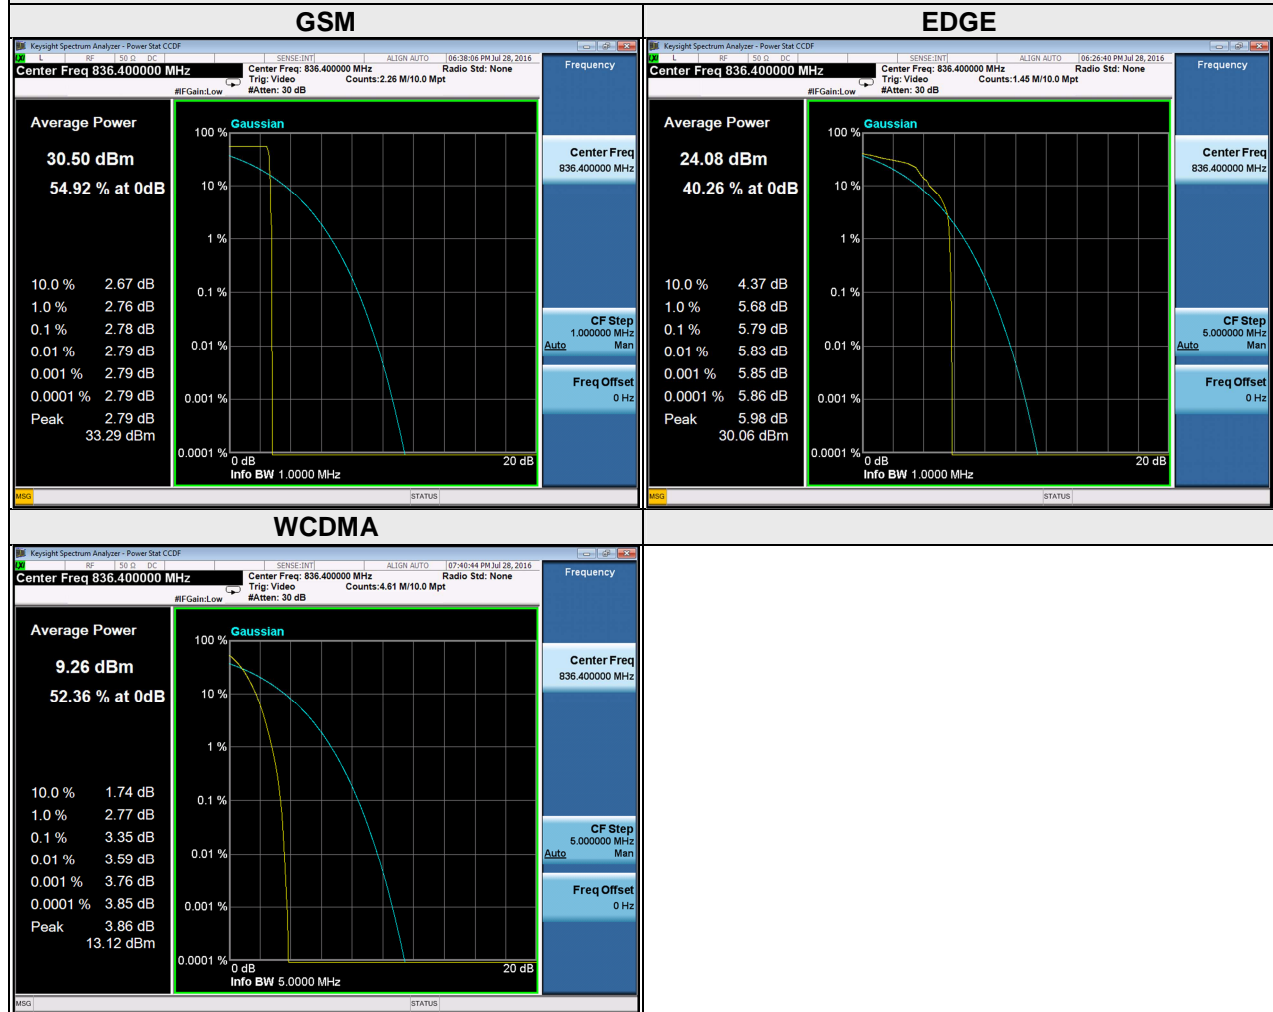 GSM
EDGE
Keysight Spectrum Analyzer - Power Stat CCDF
L RF 50 Ω DC SENSE:INT ALIGN AUTO 06:38:06 PM Jul 28, 2016
Center Freq 836.400000 MHz
Center Freq: 836.400000 MHz Radio Std: None
Trig: Video Counts:2.26 M/10.0 Mpt
#IFGain:Low #Atten: 30 dB
Frequency
Average Power
30.50 dBm
54.92 % at 0dB
10.0 % 2.67 dB
1.0 % 2.76 dB
0.1 % 2.78 dB
0.01 % 2.79 dB
0.001 % 2.79 dB
0.0001 % 2.79 dB
Peak 2.79 dB
33.29 dBm
Gaussian
100 %
10 %
1 %
0.1 %
0.01 %
0.001 %
0.0001 %
0 dB 20 dB
Info BW 1.0000 MHz
Center Freq
836.400000 MHz
CF Step
1.000000 MHz
Auto Man
Freq Offset
0 Hz
MSG STATUS
Keysight Spectrum Analyzer - Power Stat CCDF
L RF 50 Ω DC SENSE:INT ALIGN AUTO 06:26:40 PM Jul 28, 2016
Center Freq 836.400000 MHz
Center Freq: 836.400000 MHz Radio Std: None
Trig: Video Counts:1.45 M/10.0 Mpt
#IFGain:Low #Atten: 30 dB
Frequency
Average Power
24.08 dBm
40.26 % at 0dB
10.0 % 4.37 dB
1.0 % 5.68 dB
0.1 % 5.79 dB
0.01 % 5.83 dB
0.001 % 5.85 dB
0.0001 % 5.86 dB
Peak 5.98 dB
30.06 dBm
Gaussian
100 %
10 %
1 %
0.1 %
0.01 %
0.001 %
0.0001 %
0 dB 20 dB
Info BW 1.0000 MHz
Center Freq
836.400000 MHz
CF Step
5.000000 MHz
Auto Man
Freq Offset
0 Hz
MSG STATUS
WCDMA
Keysight Spectrum Analyzer - Power Stat CCDF
RF 50 Ω DC SENSE:INT ALIGN AUTO 07:40:44 PM Jul 28, 2016
Center Freq 836.400000 MHz
Center Freq: 836.400000 MHz Radio Std: None
Trig: Video Counts:4.61 M/10.0 Mpt
#IFGain:Low #Atten: 30 dB
Frequency
Average Power
9.26 dBm
52.36 % at 0dB
10.0 % 1.74 dB
1.0 % 2.77 dB
0.1 % 3.35 dB
0.01 % 3.59 dB
0.001 % 3.76 dB
0.0001 % 3.85 dB
Peak 3.86 dB
13.12 dBm
Gaussian
100 %
10 %
1 %
0.1 %
0.01 %
0.001 %
0.0001 %
0 dB 20 dB
Info BW 5.0000 MHz
Center Freq
836.400000 MHz
CF Step
5.000000 MHz
Auto Man
Freq Offset
0 Hz
MSG STATUS